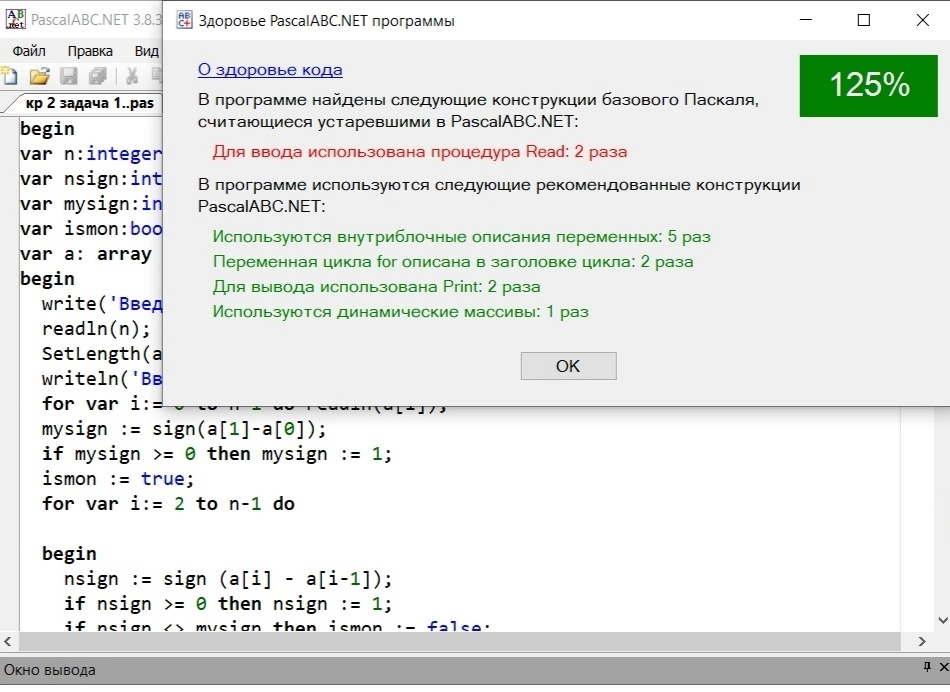 PascalABC.NET 3.8.3
Здоровье PascalABC.NET программы
Файл Правка Вид
кр 2 задача 1..pas
О здоровье кода
125%
В программе найдены следующие конструкции базового Паскаля,
считающиеся устаревшими в PascalABC.NET:
Для ввода использована процедура Read: 2 раза
В программе используются следующие рекомендованные конструкции
PascalABC.NET:
Используются внутриблочные описания переменных: 5 раз
Переменная цикла for описана в заголовке цикла: 2 раза
Для вывода использована Print: 2 раза
Используются динамические массивы: 1 раз
OK
begin
var n:integer
var nsign:int
var mysign:in
var ismon:boo
var a: array
begin
write('Введ
readln(n);
SetLength(a
writeln('Вв
for var i:= 0 to n-1 do readln(a[i]);
mysign := sign(a[1]-a[0]);
if mysign >= 0 then mysign := 1;
ismon := true;
for var i:= 2 to n-1 do
begin
nsign := sign (a[i] - a[i-1]);
if nsign >= 0 then nsign := 1;
if nsign <> mysign then ismon := false;
Окно вывода